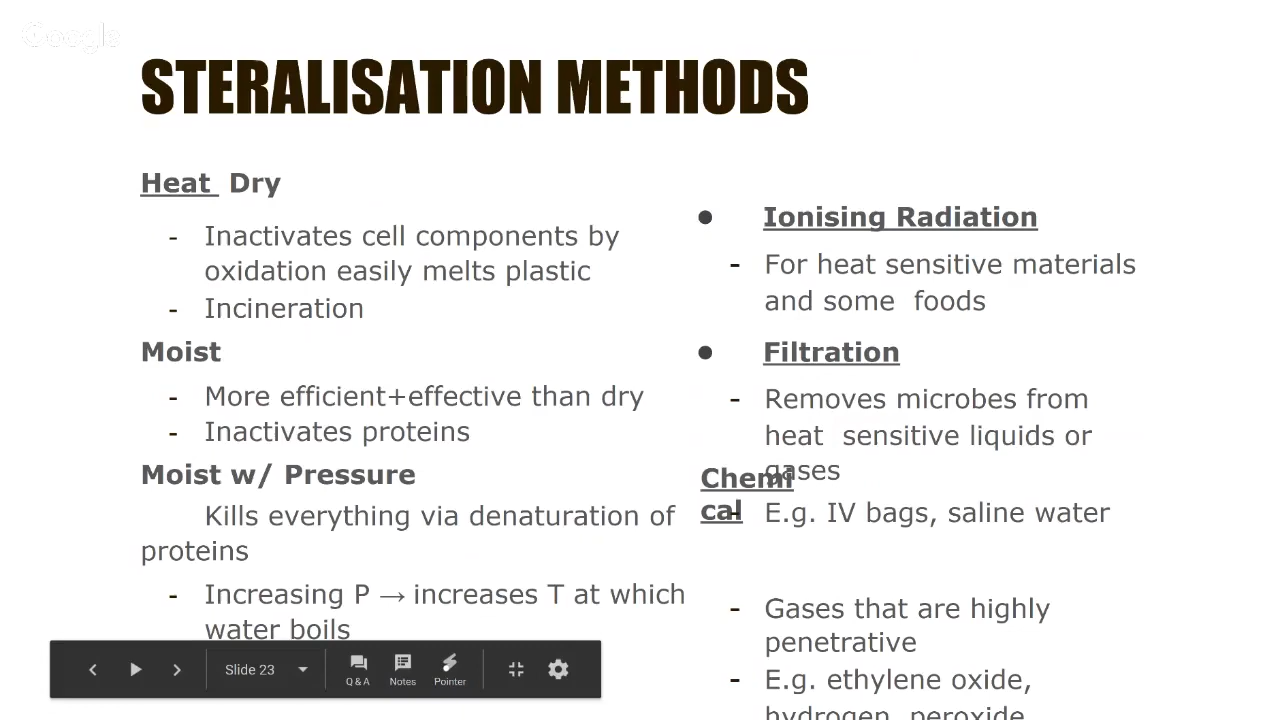 Google
STERALISATION METHODS
Heat Dry
- Inactivates cell components by
oxidation easily melts plastic
- Incineration
Moist
- More efficient+effective than dry
- Inactivates proteins
Moist w/ Pressure
Kills everything via denaturation of
proteins
- Increasing P → increases T at which
water boils
● Ionising Radiation
- For heat sensitive materials
and some foods
● Filtration
- Removes microbes from
heat sensitive liquids or
gases
- E.g. IV bags, saline water
Chemi
cal
- Gases that are highly
penetrative
- E.g. ethylene oxide,
hydrogen peroxide
Slide 23
Q & A
Notes
Pointer